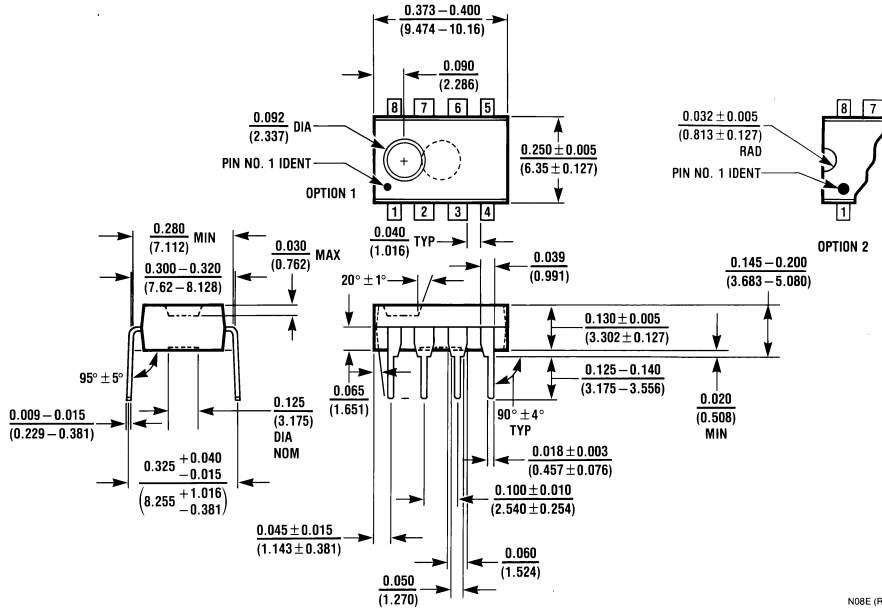 0.373 – 0.400
(9.474 – 10.16)
0.090
(2.286)
8 7 6 5
0.092 DIA
(2.337)
PIN NO. 1 IDENT
OPTION 1
1 2 3 4
0.250 ± 0.005
(6.35 ± 0.127)
0.032 ± 0.005
(0.813 ± 0.127)
RAD
PIN NO. 1 IDENT
8 7
1
OPTION 2
0.280 MIN
(7.112)
0.300 – 0.320
(7.62 – 8.128)
0.030 MAX
(0.762)
0.040 TYP
(1.016)
0.039
(0.991)
20° ± 1°
0.145 – 0.200
(3.683 – 5.080)
0.130 ± 0.005
(3.302 ± 0.127)
0.125 – 0.140
(3.175 – 3.556)
0.020
(0.508)
MIN
95° ± 5°
0.009 – 0.015
(0.229 – 0.381)
0.125
(3.175)
DIA
NOM
0.065
(1.651)
90° ± 4°
TYP
0.018 ± 0.003
(0.457 ± 0.076)
0.325 +0.040
−0.015
(8.255 +1.016
−0.381)
0.100 ± 0.010
(2.540 ± 0.254)
0.045 ± 0.015
(1.143 ± 0.381)
0.060
(1.524)
0.050
(1.270)
N08E (R